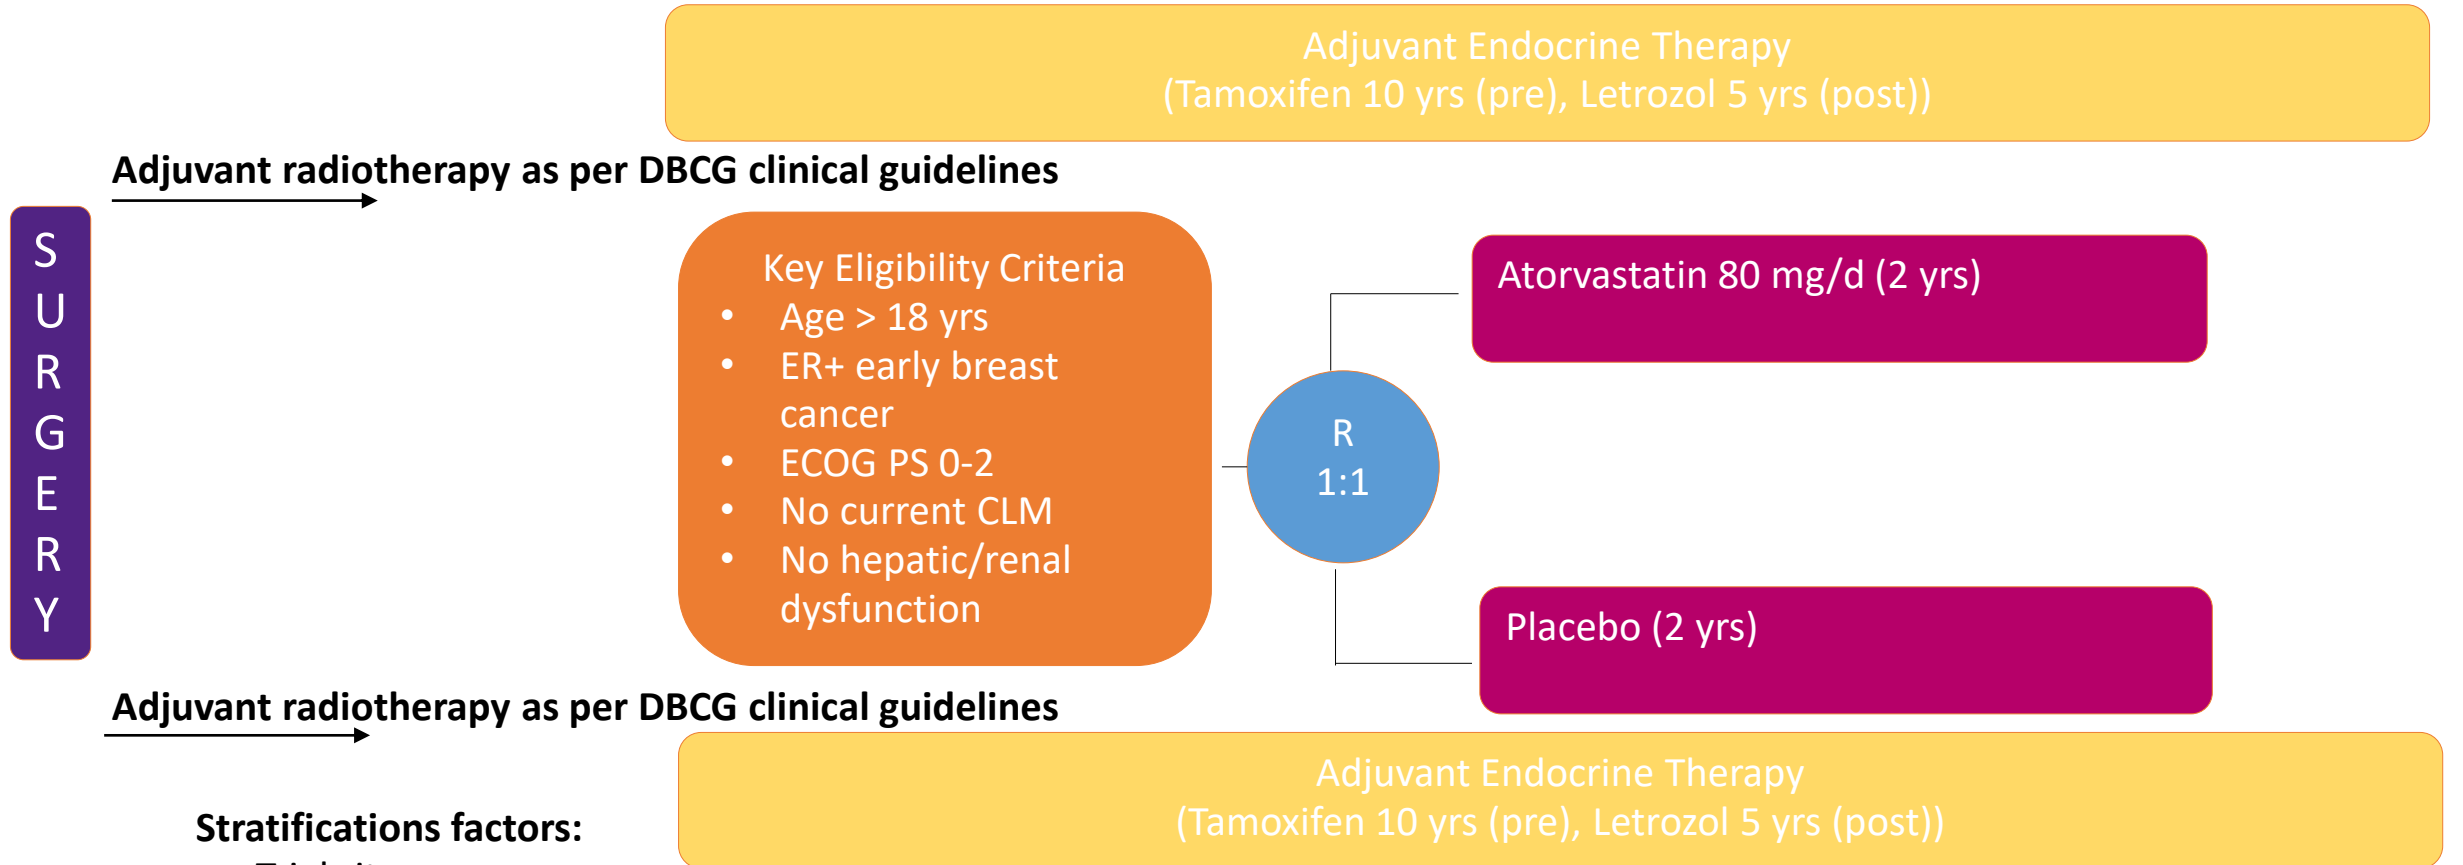 Adjuvant Endocrine Therapy
(Tamoxifen 10 yrs (pre), Letrozol 5 yrs (post))
Adjuvant radiotherapy as per DBCG clinical guidelines
S
U
R
G
E
R
Y
Key Eligibility Criteria
• Age > 18 yrs
• ER+ early breast
cancer
• ECOG PS 0-2
• No current CLM
• No hepatic/renal
dysfunction
R
1:1
Atorvastatin 80 mg/d (2 yrs)
Placebo (2 yrs)
Adjuvant radiotherapy as per DBCG clinical guidelines
Adjuvant Endocrine Therapy
(Tamoxifen 10 yrs (pre), Letrozol 5 yrs (post))
Stratifications factors: